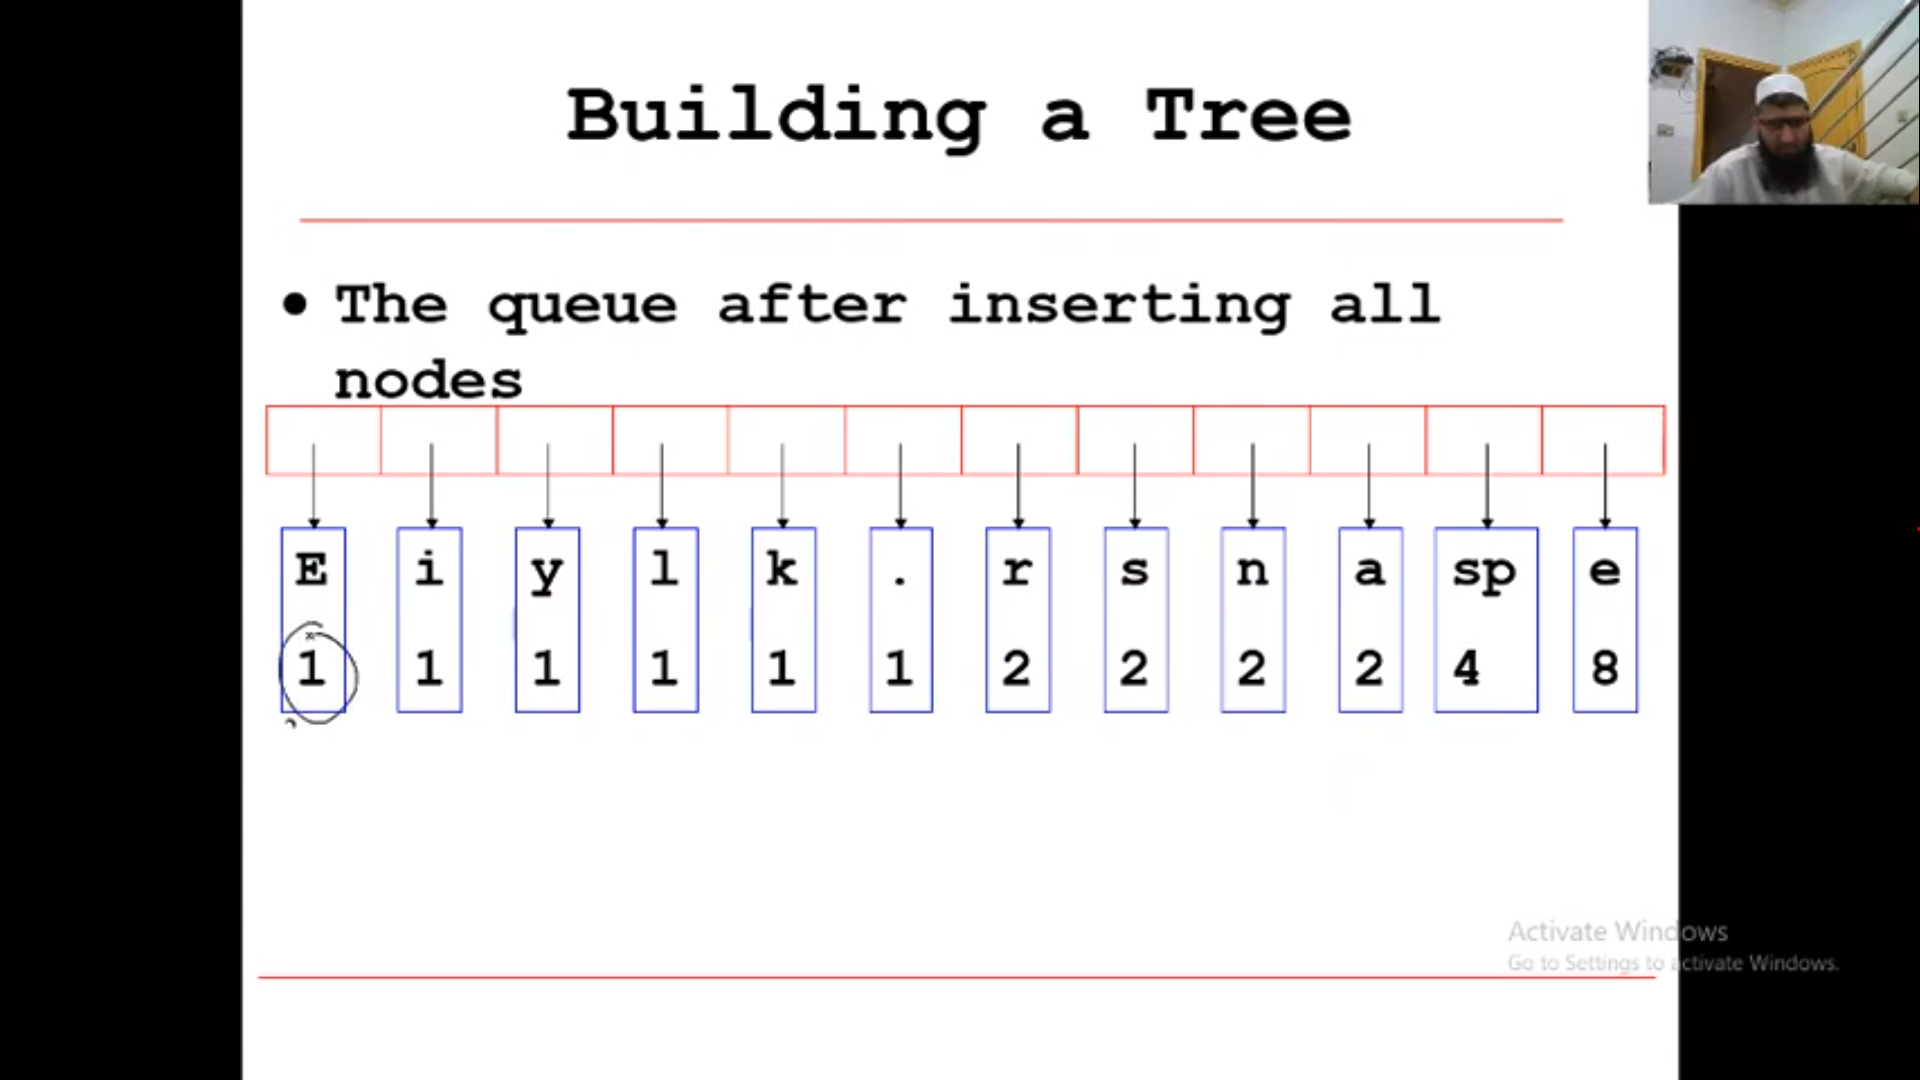 Building a Tree
• The queue after inserting all
nodes
E i y l k . r s n a sp e
1 1 1 1 1 1 2 2 2 2 4 8
Activate Windows
Go to Settings to activate Windows.